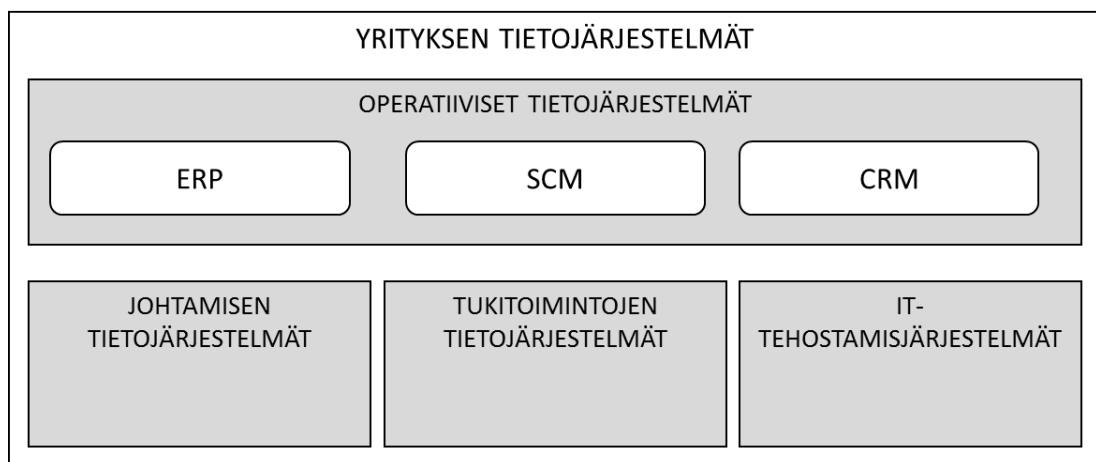 YRITYKSEN TIETOJÄRJESTELMÄT
OPERATIIVISET TIETOJÄRJESTELMÄT
ERP
SCM
CRM
JOHTAMISEN
TIETOJÄRJESTELMÄT
TUKITOIMINTOJEN
TIETOJÄRJESTELMÄT
IT-
TEHOSTAMISJÄRJESTELMÄT